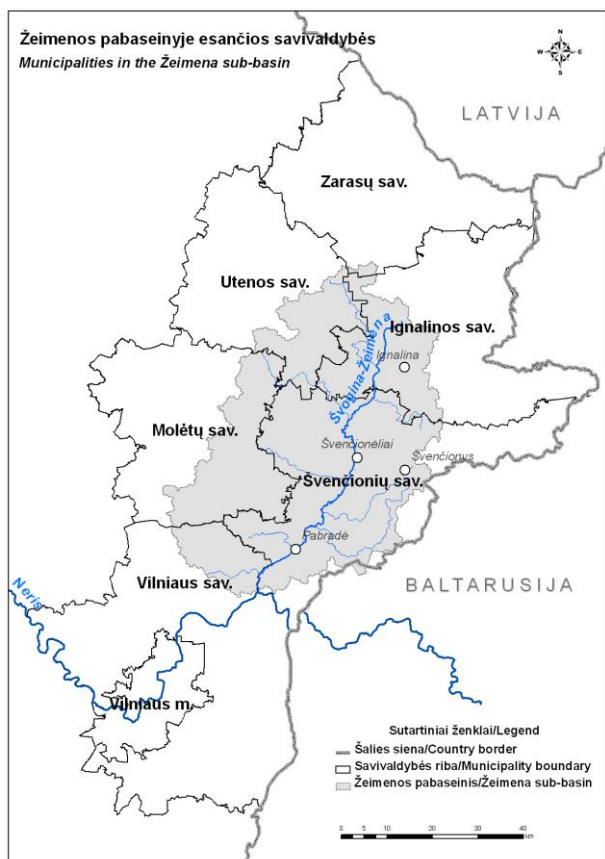 Žeimenos pabaseinyje esančios savivaldybės
Municipalities in the Žeimena sub-basin
N
W E
S
LATVIJA
Zarasų sav.
Utenos sav.
Ignalinos sav.
Švogina-Žeimena
Ignalina
Molėtų sav.
Švenčionėliai
Švenčionys
Švenčionių sav.
Pabradė
Vilniaus sav.
BALTARUSIJA
Neris
Vilniaus m.
Sutartiniai ženklai/Legend
Šalies siena/Country border
Savivaldybės riba/Municipality boundary
Žeimenos pabaseinis/Žeimena sub-basin
0 5 10 20 30 40
km